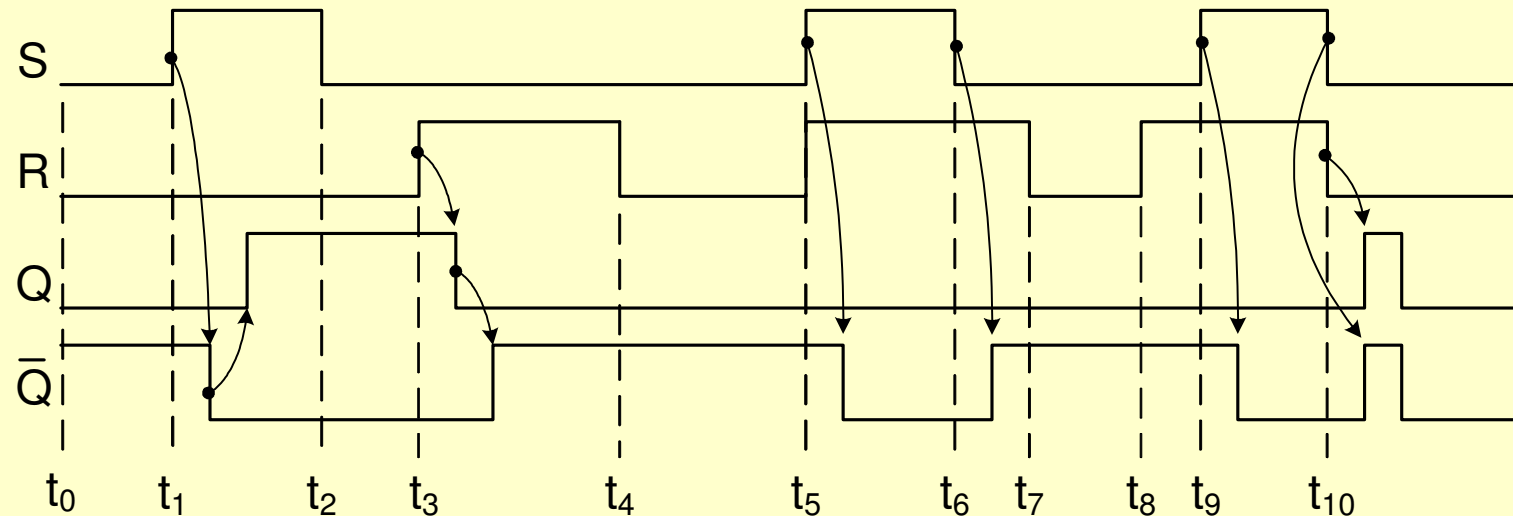 S
R
Q
Q̅
t₀ t₁ t₂ t₃ t₄ t₅ t₆ t₇ t₈ t₉ t₁₀